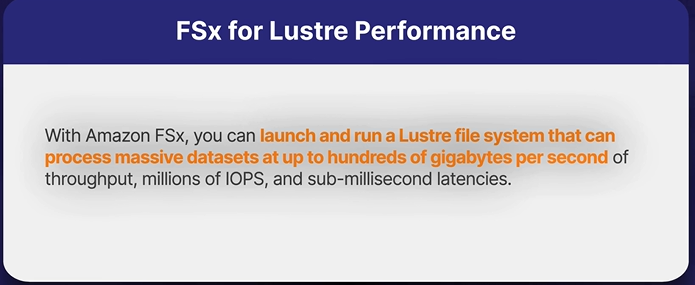 FSx for Lustre Performance
With Amazon FSx, you can launch and run a Lustre file system that can
process massive datasets at up to hundreds of gigabytes per second of
throughput, millions of IOPS, and sub-millisecond latencies.